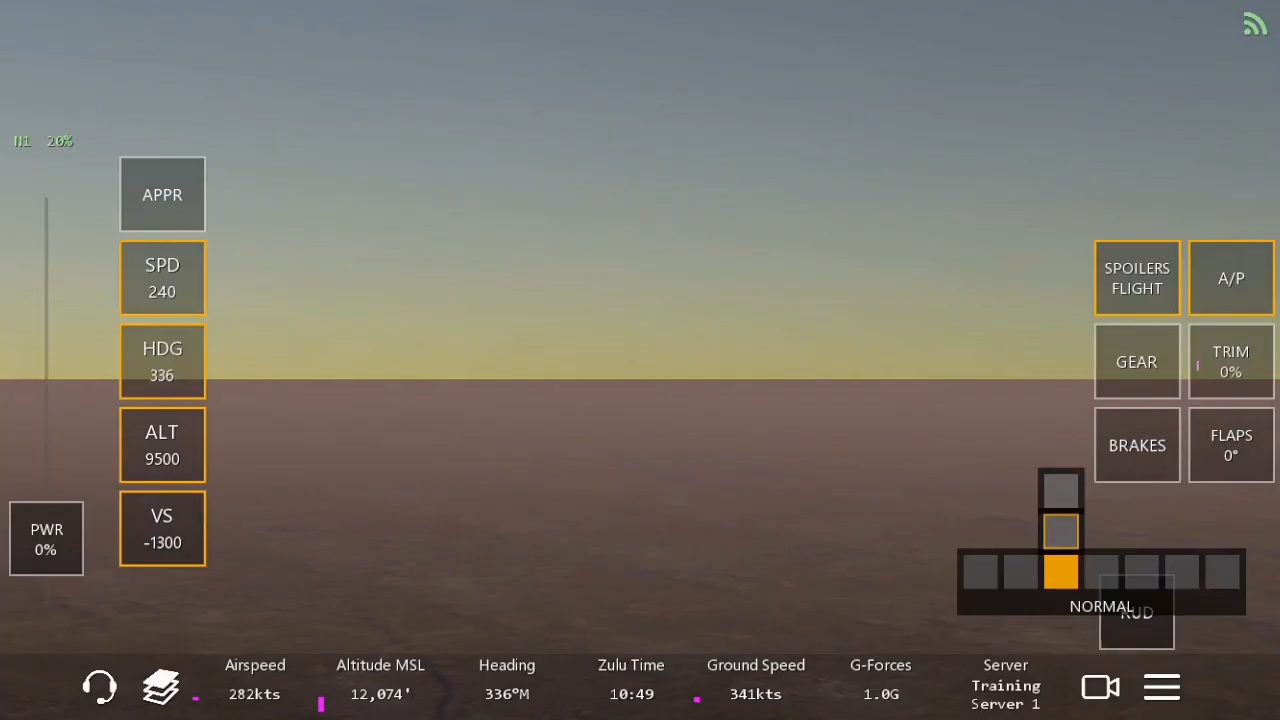 N1 20%
APPR
SPD
240
SPOILERS
FLIGHT
A/P
HDG
336
GEAR
TRIM
0%
ALT
9500
BRAKES
FLAPS
0°
VS
-1300
PWR
0%
NORMAL
RUD
Airspeed
282kts
Altitude MSL
12,074'
Heading
336°M
Zulu Time
10:49
Ground Speed
341kts
G-Forces
1.0G
Server
Training
Server 1